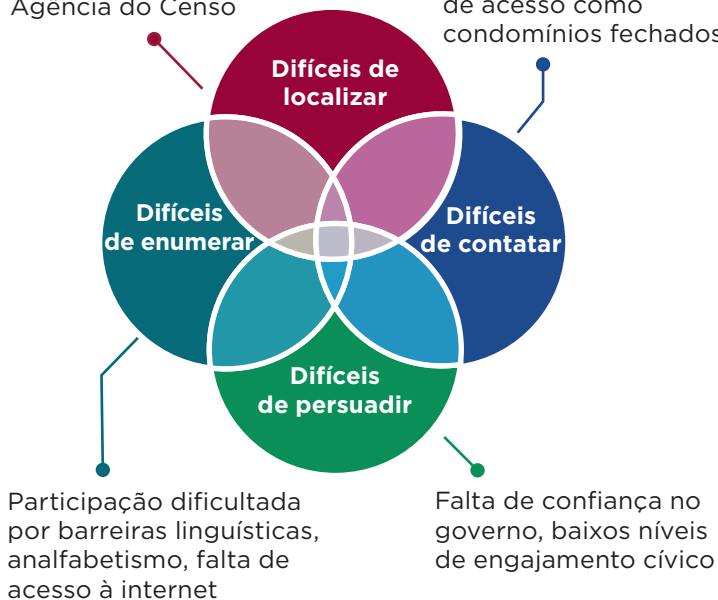 Agência do Censo
de acesso como
condomínios fechados
Difíceis de
localizar
Difíceis
de enumerar
Difíceis
de contatar
Difíceis
de persuadir
Participação dificultada
por barreiras linguísticas,
analfabetismo, falta de
acesso à internet
Falta de confiança no
governo, baixos níveis
de engajamento cívico